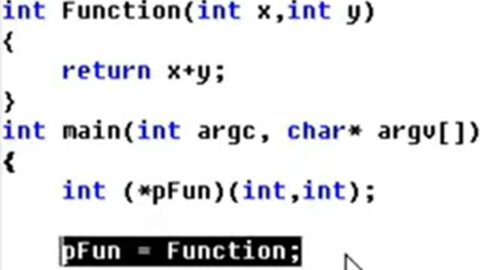 int Function(int x,int y)
{
    return x+y;
}
int main(int argc, char* argv[])
{
    int (*pFun)(int,int);
    pFun = Function;